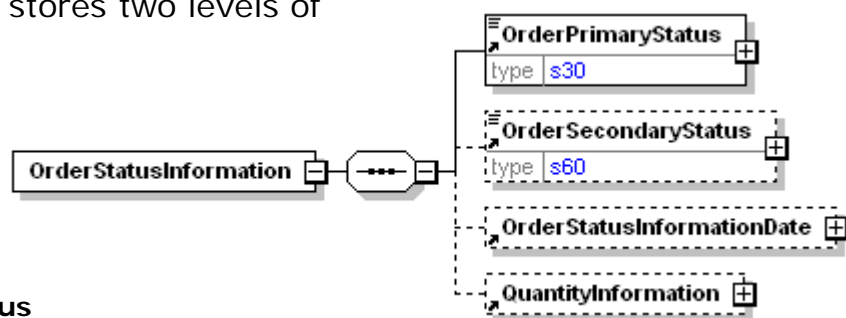 stores two levels of
OrderPrimaryStatus
type s30
OrderSecondaryStatus
OrderStatusInformation
type s60
OrderStatusInformationDate
QuantityInformation
us